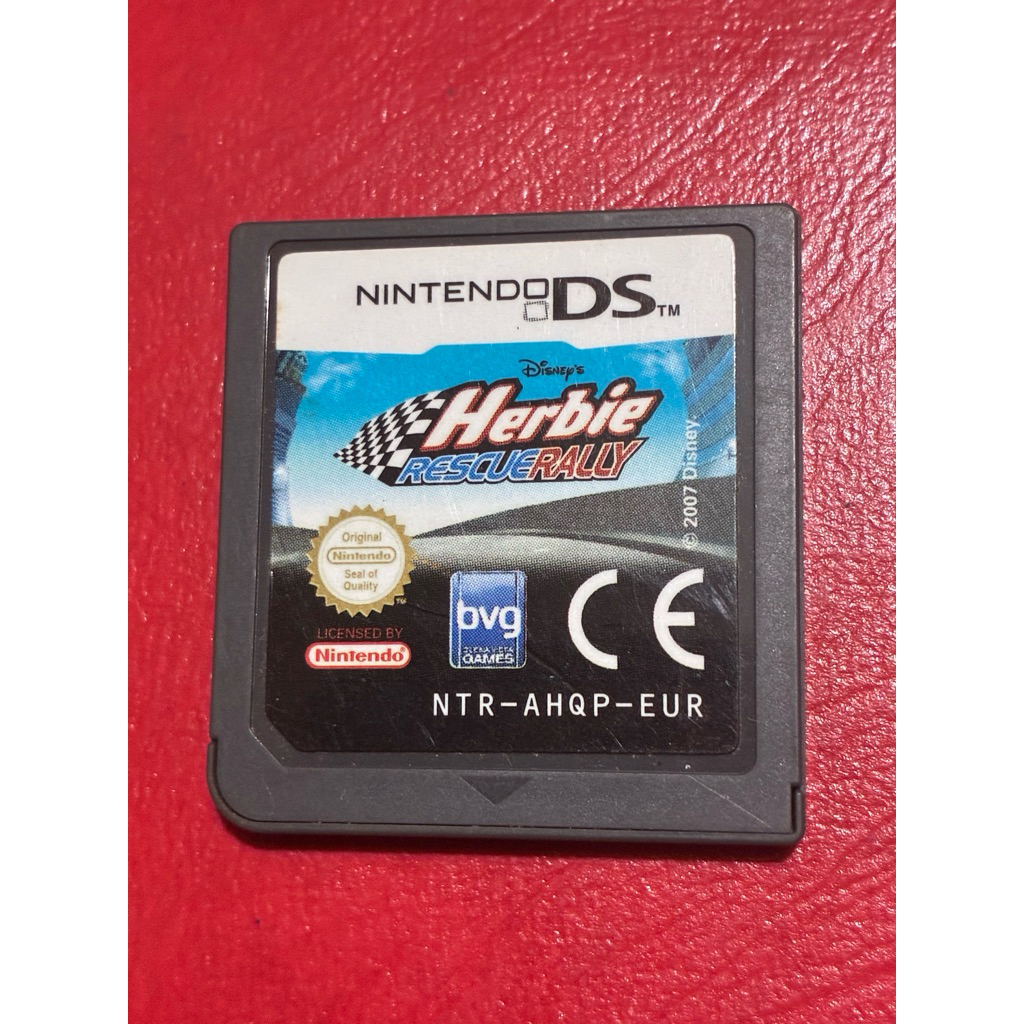 NINTENDO DS™
Disney's
Herbie
RESCUE RALLY
© 2007 Disney
Original
Nintendo
Seal of
Quality
™
LICENSED BY
Nintendo®
bvg
BUENA VISTA
GAMES
CE
NTR-AHQP-EUR